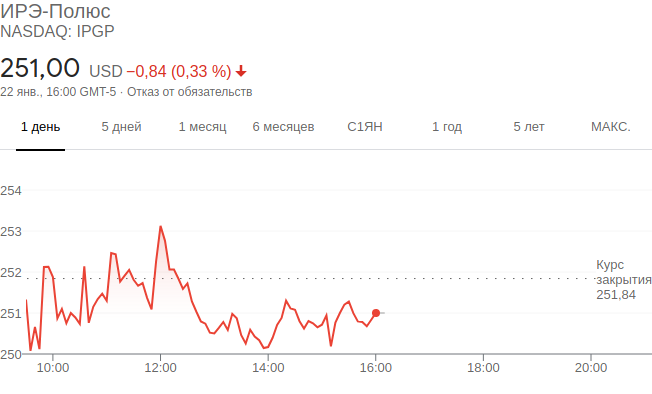 ИРЭ-Полюс
NASDAQ: IPGP
251,00 USD −0,84 (0,33 %)
22 янв., 16:00 GMT-5 · Отказ от обязательств
1 день 5 дней 1 месяц 6 месяцев С1ЯН 1 год 5 лет МАКС.
254
253
252
251
250
Курс
закрытия
251,84
10:00 12:00 14:00 16:00 18:00 20:00